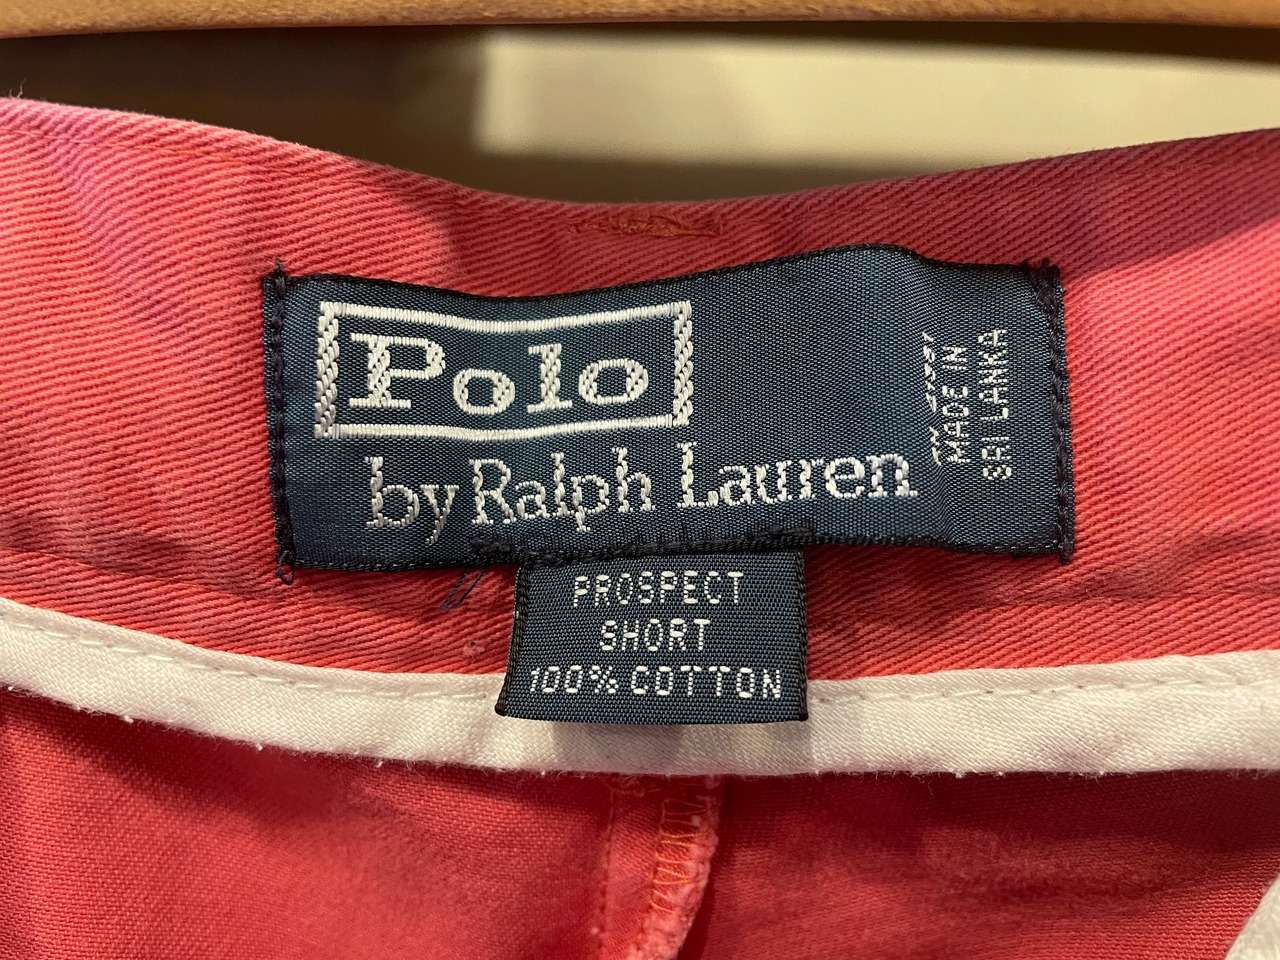 Polo
by Ralph Lauren
MADE IN
SRI LANKA
PROSPECT
SHORT
100% COTTON